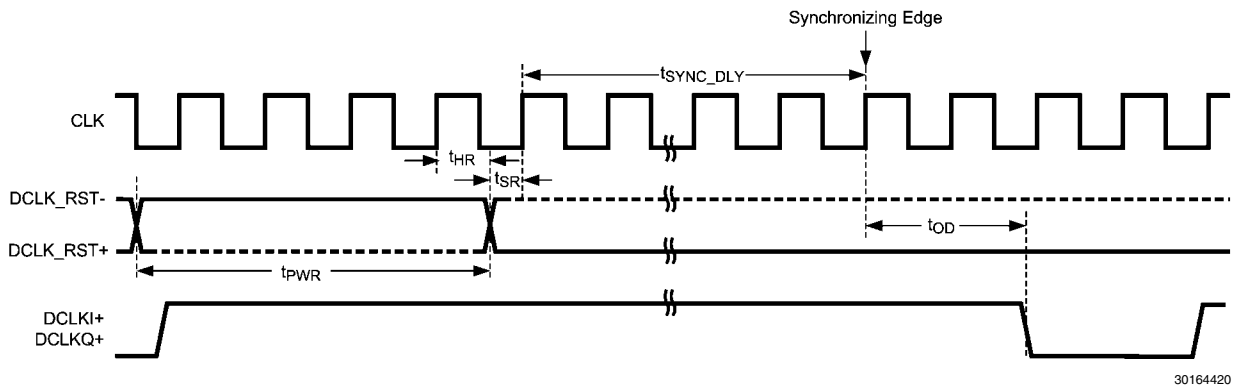 Synchronizing Edge
tSYNC_DLY
CLK
tHR
tSR
DCLK_RST-
tOD
DCLK_RST+
tPWR
DCLKI+
DCLKQ+
30164420